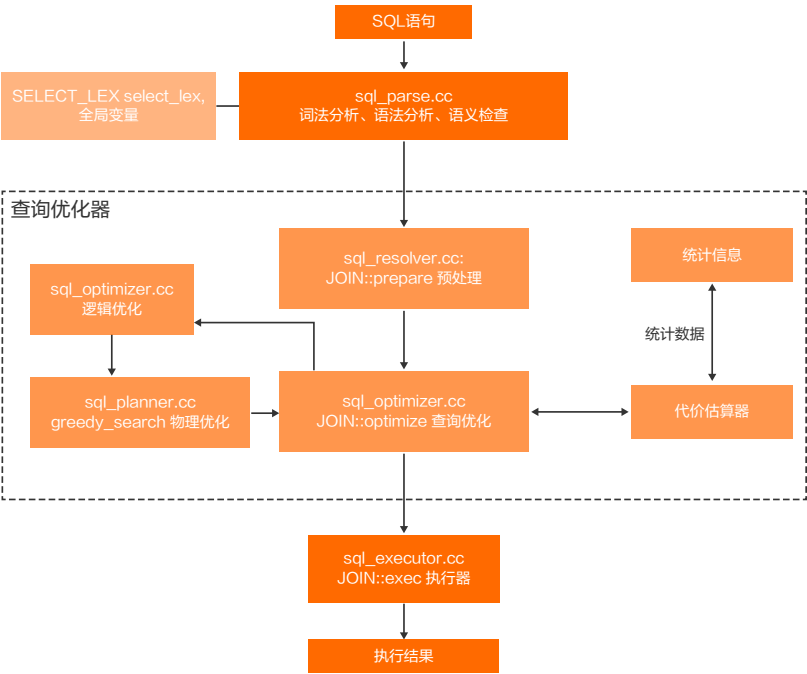 SQL语句
SELECT_LEX select_lex,
全局变量
sql_parse.cc
词法分析、语法分析、语义检查
查询优化器
sql_resolver.cc:
JOIN::prepare 预处理
统计信息
sql_optimizer.cc
逻辑优化
统计数据
sql_planner.cc
greedy_search 物理优化
sql_optimizer.cc
JOIN::optimize 查询优化
代价估算器
sql_executor.cc
JOIN::exec 执行器
执行结果